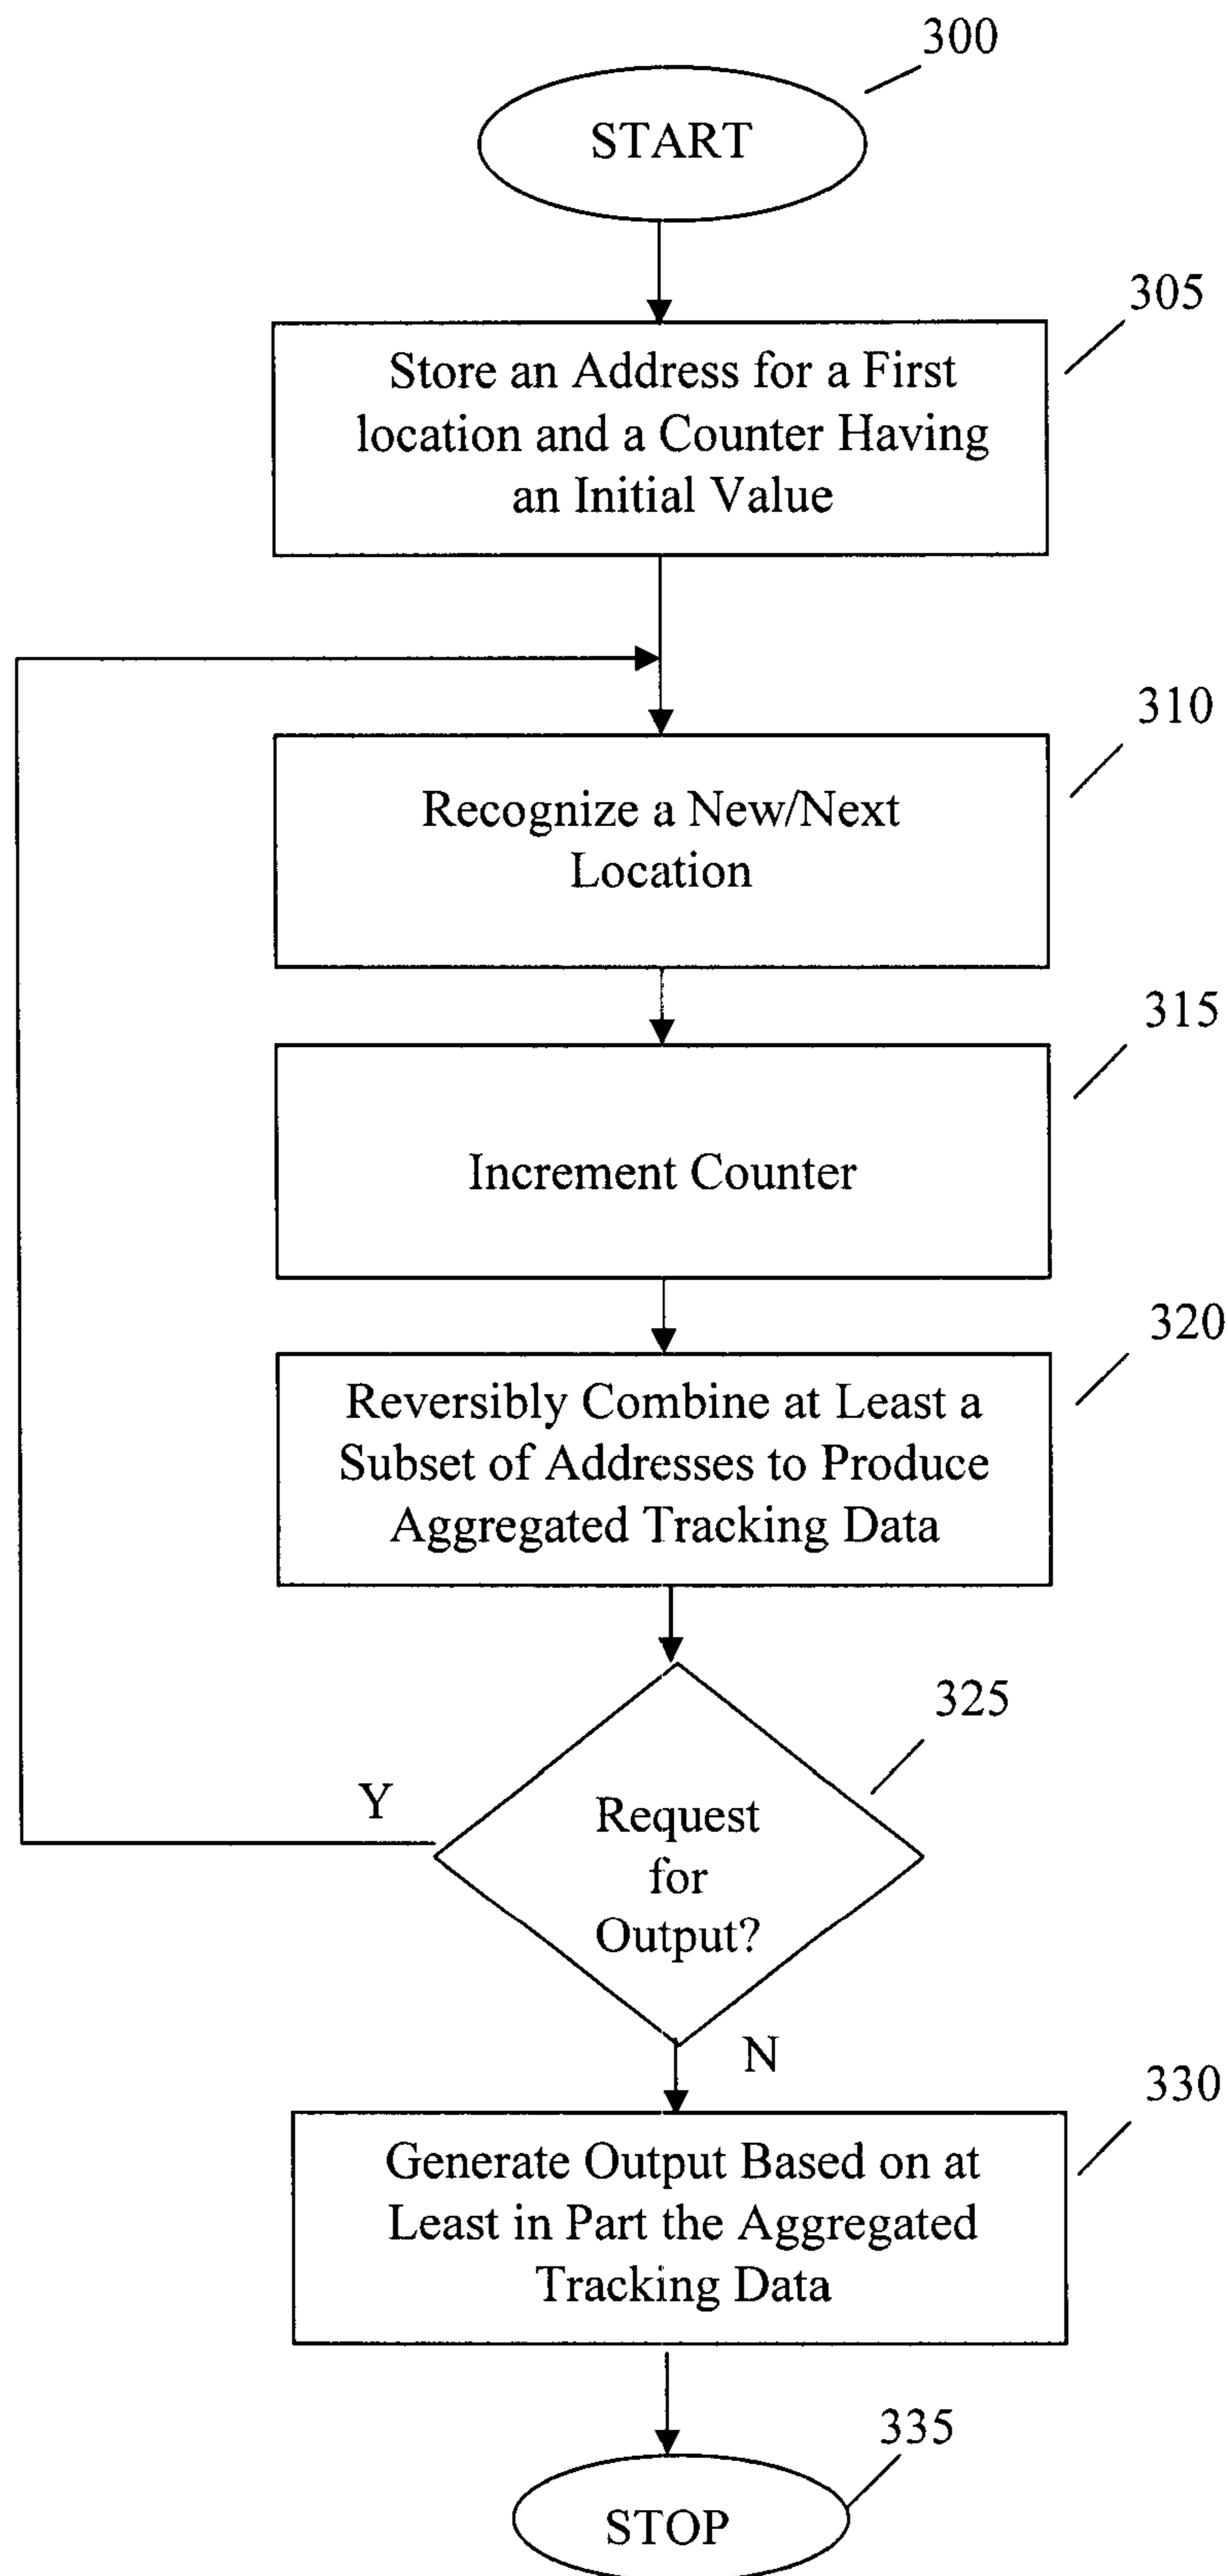 300
START
305
Store an Address for a First
location and a Counter Having
an Initial Value
310
Recognize a New/Next
Location
315
Increment Counter
320
Reversibly Combine at Least a
Subset of Addresses to Produce
Aggregated Tracking Data
325
Y
Request
for
Output?
N
330
Generate Output Based on at
Least in Part the Aggregated
Tracking Data
335
STOP